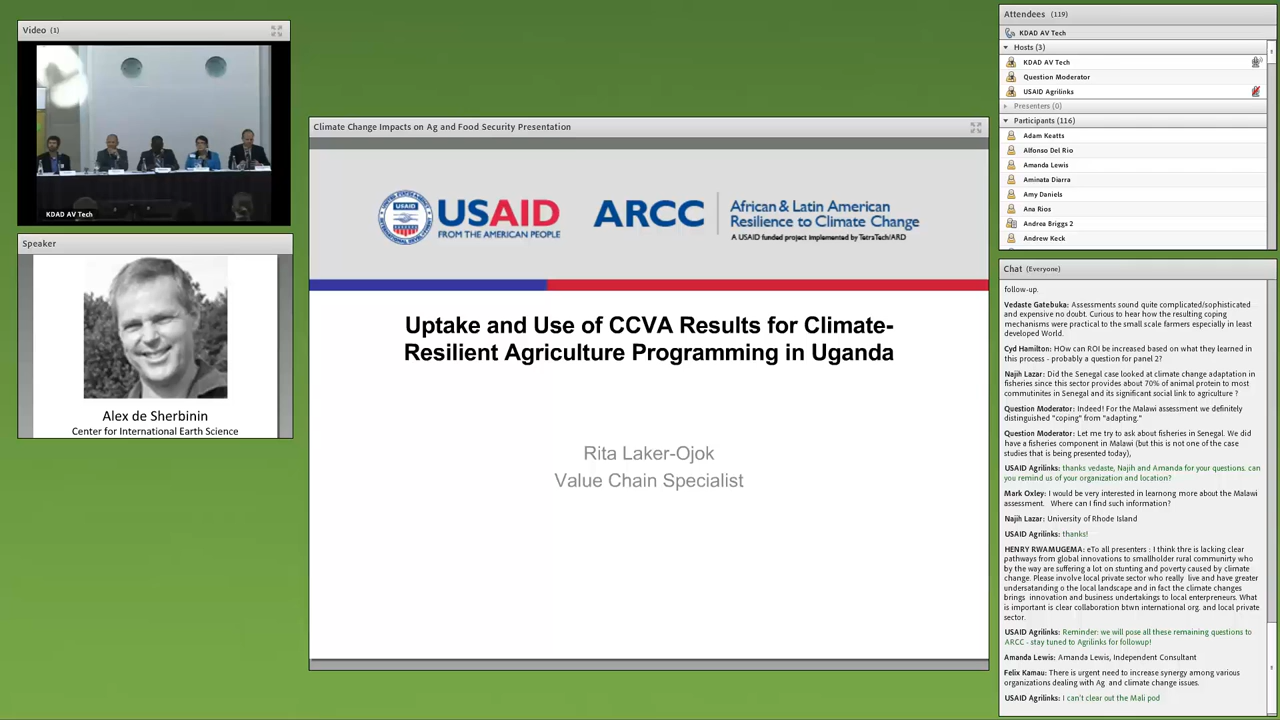 Video (1)
KDAD AV Tech
Speaker
Alex de Sherbinin
Center for International Earth Science
Climate Change Impacts on Ag and Food Security Presentation
USAID
USAID
FROM THE AMERICAN PEOPLE
ARCC
African & Latin American
Resilience to Climate Change
A USAID funded project implemented by TetraTech/ARD
Uptake and Use of CCVA Results for Climate-
Resilient Agriculture Programming in Uganda
Rita Laker-Ojok
Value Chain Specialist
Attendees (119)
KDAD AV Tech
Hosts (3)
KDAD AV Tech
Question Moderator
USAID Agrilinks
Presenters (0)
Participants (116)
Adam Keatts
Alfonso Del Rio
Amanda Lewis
Aminata Diarra
Amy Daniels
Ana Rios
Andrea Briggs 2
Andrew Keck
Chat (Everyone)
follow-up.
Vedaste Gatebuka: Assessments sound quite complicated/sophisticated
and expensive no doubt. Curious to hear how the resulting coping
mechanisms were practical to the small scale farmers especially in least
developed World.
Cyd Hamilton: HOw can ROI be increased based on what they learned in
this process - probably a question for panel 2?
Najih Lazar: Did the Senegal case looked at climate change adaptation in
fisheries since this sector provides about 70% of animal protein to most
commutinites in Senegal and its significant social link to agriculture ?
Question Moderator: Indeed! For the Malawi assessment we definitely
distinguished "coping" from "adapting."
Question Moderator: Let me try to ask about fisheries in Senegal. We did
have a fisheries component in Malawi (but this is not one of the case
studies that is being presented today),
USAID Agrilinks: thanks vedaste, Najih and Amanda for your questions. can
you remind us of your organization and location?
Mark Oxley: I would be very interested in learnong more about the Malawi
assessment. Where can I find such information?
Najih Lazar: University of Rhode Island
USAID Agrilinks: thanks!
HENRY RWAMUGEMA: eTo all presenters : I think thre is lacking clear
pathways from global innovations to smallholder rural communirty who
by the way are suffering a lot on stunting and poverty caused by climate
change. Please involve local private sector who really live and have greater
undersatanding o the local landscape and in fact the climate changes
brings innovation and business undertakings to local enterpreneurs. What
is important is clear collaboration btwn international org. and local private
sector.
USAID Agrilinks: Reminder: we will pose all these remaining questions to
ARCC - stay tuned to Agrilinks for followup!
Amanda Lewis: Amanda Lewis, Independent Consultant
Felix Kamau: There is urgent need to increase synergy among various
organizations dealing with Ag and climate change issues.
USAID Agrilinks: I can't clear out the Mali pod